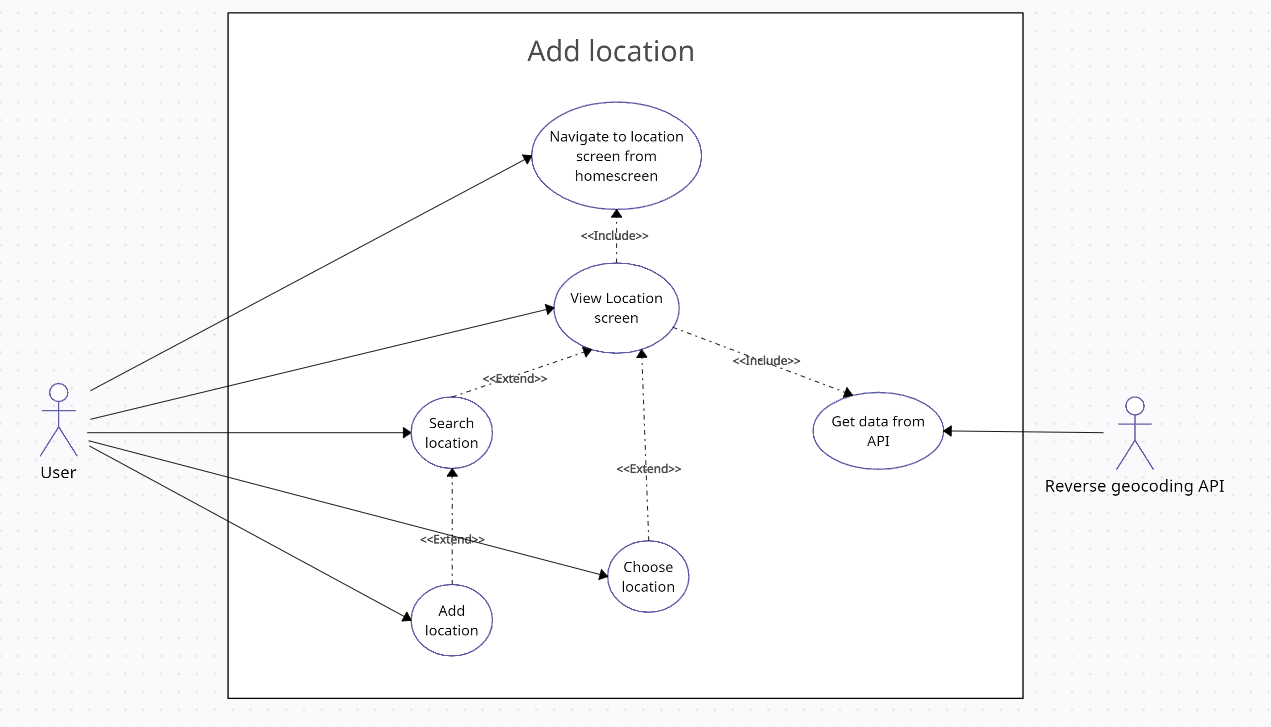 Add location
Navigate to location
screen from
homescreen
<<Include>>
View Location
screen
<<Include>>
<<Extend>>
Search
location
Get data from
API
User
Reverse geocoding API
<<Extend>>
<<Extend>>
Choose
location
Add
location